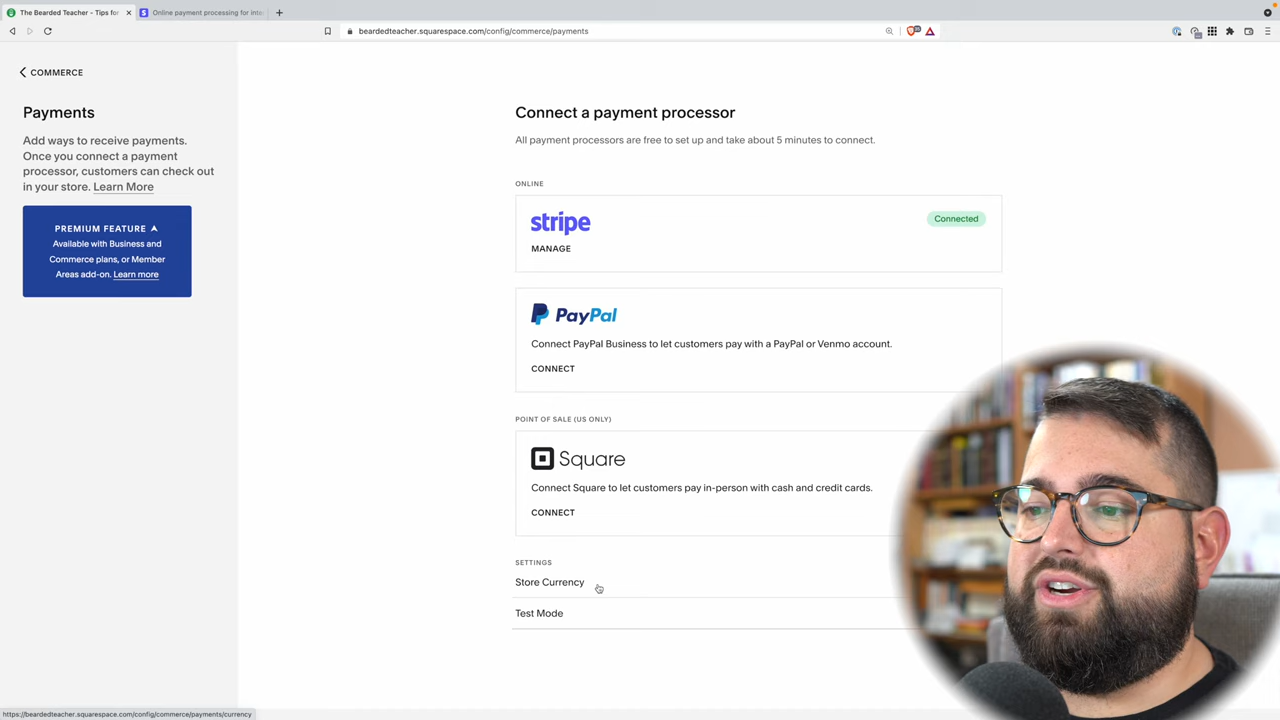 The Bearded Teacher – Tips for
Online payment processing for inte
beardedteacher.squarespace.com/config/commerce/payments
COMMERCE
Payments
Add ways to receive payments.
Once you connect a payment
processor, customers can check out
in your store. Learn More
PREMIUM FEATURE
Available with Business and
Commerce plans, or Member
Areas add-on. Learn more
Connect a payment processor
All payment processors are free to set up and take about 5 minutes to connect.
ONLINE
stripe
Connected
MANAGE
PayPal
Connect PayPal Business to let customers pay with a PayPal or Venmo account.
CONNECT
POINT OF SALE (US ONLY)
Square
Connect Square to let customers pay in-person with cash and credit cards.
CONNECT
SETTINGS
Store Currency
Test Mode
https://beardedteacher.squarespace.com/config/commerce/payments/currency